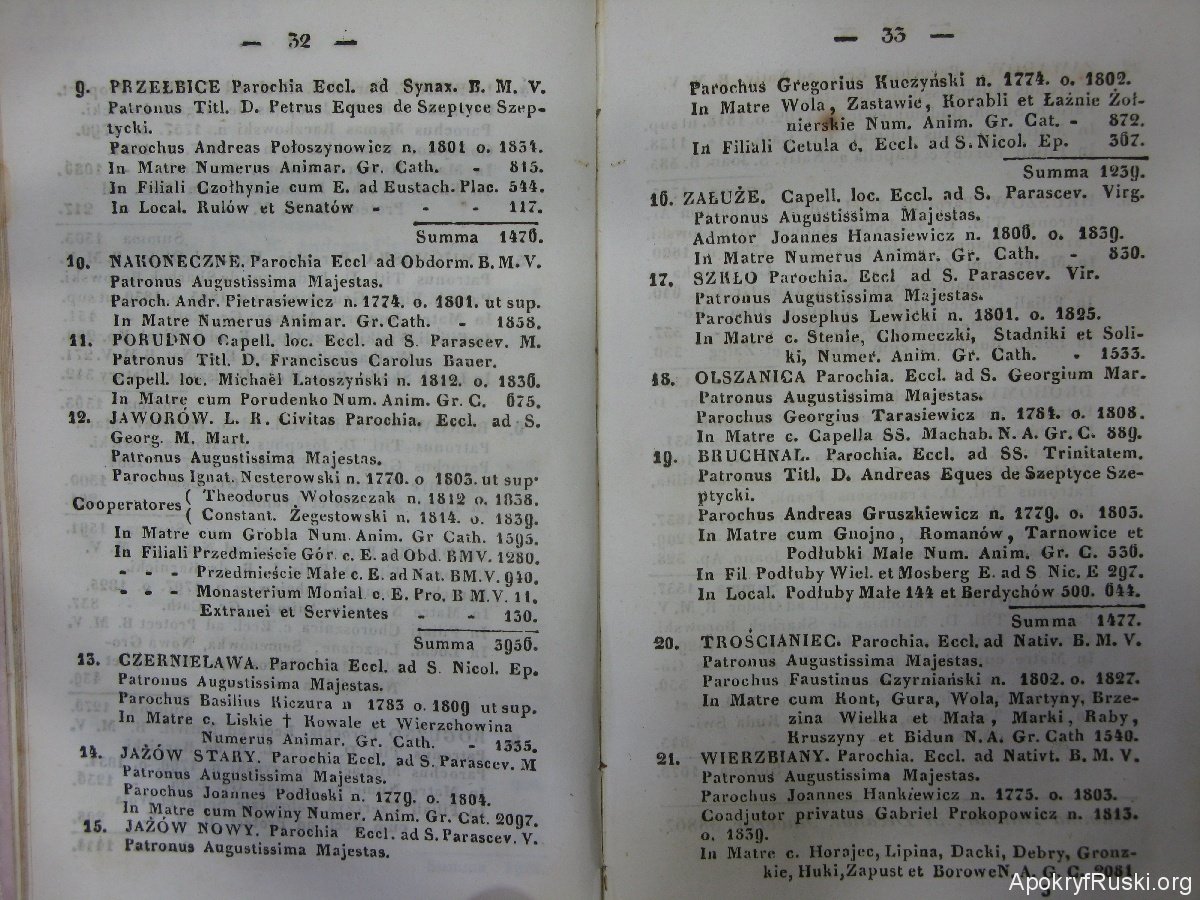 — 32 —
9. PRZEŁBICE Parochia Eccl. ad Synax. B. M. V.
Patronus Titl. D. Petrus Eques de Szeptyce Szep-
tycki.
Parochus Andreas Połoszynowicz n. 1801 o. 1834.
In Matre Numerus Animar. Gr. Cath. - 815.
In Filiali Czołhynie cum E. ad Eustach. Plac. 544.
In Local. Rulów et Senatów - - - 117.
Summa 1476.
10. NAKONECZNE. Parochia Eccl ad Obdorm. B. M. V.
Patronus Augustissima Majestas.
Paroch. Andr. Pietrasiewicz n. 1774. o. 1801. ut sup.
In Matre Numerus Animar. Gr. Cath. - 1858.
11. PORUDNO Capell. loc. Eccl. ad S. Parascev. M.
Patronus Titl. D. Franciscus Carolus Bauer.
Capell. loc. Michaël Latoszyński n. 1812. o. 1836.
In Matre cum Porudenko Num. Anim. Gr. C. 675.
12. JAWORÓW. L. R. Civitas Parochia. Eccl. ad S.
Georg. M. Mart.
Patronus Augustissima Majestas.
Parochus Ignat. Nesterowski n. 1770. o 1803. ut sup.
Cooperatores ( Theodorus Wołoszczak n. 1812 o. 1838.
( Constant. Żegestowski n. 1814. o. 1839.
In Matre cum Grobla Num. Anim. Gr Cath. 1595.
In Filiali Przedmieście Gór. c. E. ad Obd. BMV. 1280.
- - - Przedmieście Małe c. E. ad Nat. BM. V. 940.
- - - Monasterium Monial c. E. Pro. B M. V. 11.
Extranei et Servientes - - 130.
Summa 3956.
13. CZERNIELAWA. Parochia Eccl. ad S. Nicol. Ep.
Patronus Augustissima Majestas.
Parochus Basilius Kiczura n 1783 o. 1809 ut sup.
In Matre c. Liskie † Kowale et Wierzchowina
Numerus Animar. Gr. Cath. - 1335.
14. JAŻÓW STARY. Parochia Eccl. ad S. Parascev. M
Patronus Augustissima Majestas.
Parochus Joannes Podłuski n. 1779. o. 1804.
In Matre cum Nowiny Numer. Anim. Gr. Cat. 2097.
15. JAŻÓW NOWY. Parochia Eccl. ad S. Parascev. V.
Patronus Augustissima Majestas.
— 33 —
Parochus Gregorius Kuczyński n. 1774. o. 1802.
In Matre Wola, Zastawie, Korabli et Łaźnie Żoł-
nierskie Num. Anim. Gr. Cat. - 872.
In Filiali Cetula c. Eccl. ad S. Nicol. Ep. 367.
Summa 1239.
16. ZAŁUŻE. Capell. loc. Eccl. ad S. Parascev. Virg.
Patronus Augustissima Majestas.
Admtor Joannes Hanasiewicz n. 1806. o. 1839.
In Matre Numerus Animar. Gr. Cath. - 830.
17. SZKŁO Parochia. Eccl ad S. Parascev. Vir.
Patronus Augustissima Majestas.
Parochus Josephus Lewicki n. 1801. o. 1825.
In Matre c. Stenie, Chomeczki, Stadniki et Soli-
ki, Numer. Anim. Gr. Cath. - 1533.
18. OLSZANICA Parochia. Eccl. ad S. Georgium Mar.
Patronus Augustissima Majestas.
Parochus Georgius Tarasiewicz n. 1784. o. 1808.
In Matre c. Capella SS. Machab. N. A. Gr. C. 889.
19. BRUCHNAL. Parochia. Eccl. ad SS. Trinitatem.
Patronus Titl. D. Andreas Eques de Szeptyce Sze-
ptycki.
Parochus Andreas Gruszkiewicz n. 1779. o. 1803.
In Matre cum Gnojno, Romanów, Tarnowice et
Podłubki Małe Num. Anim. Gr. C. 536.
In Fil Podłuby Wiel. et Mosberg E. ad S Nic. E 297.
In Local. Podłuby Małe 144 et Berdychów 500. 644.
Summa 1477.
20. TROŚCIANIEC. Parochia. Eccl. ad Nativ. B. M. V.
Patronus Augustissima Majestas.
Parochus Faustinus Czyrniański n. 1802. o. 1827.
In Matre cum Kont, Gura, Wola, Martyny, Brze-
zina Wielka et Mała, Marki, Raby,
Kruszyny et Bidun N. A. Gr. Cath 1540.
21. WIERZBIANY. Parochia. Eccl. ad Nativt. B. M. V.
Patronus Augustissima Majestas.
Parochus Joannes Hankiewicz n. 1775. o. 1803.
Coadjutor privatus Gabriel Prokopowicz n. 1813.
o. 1839.
In Matre c. Horajec, Lipina, Dacki, Debry, Gronz-
kie, Huki, Zapust et Borowe N. A. G. C. 2081.
ApokryfRuski.org